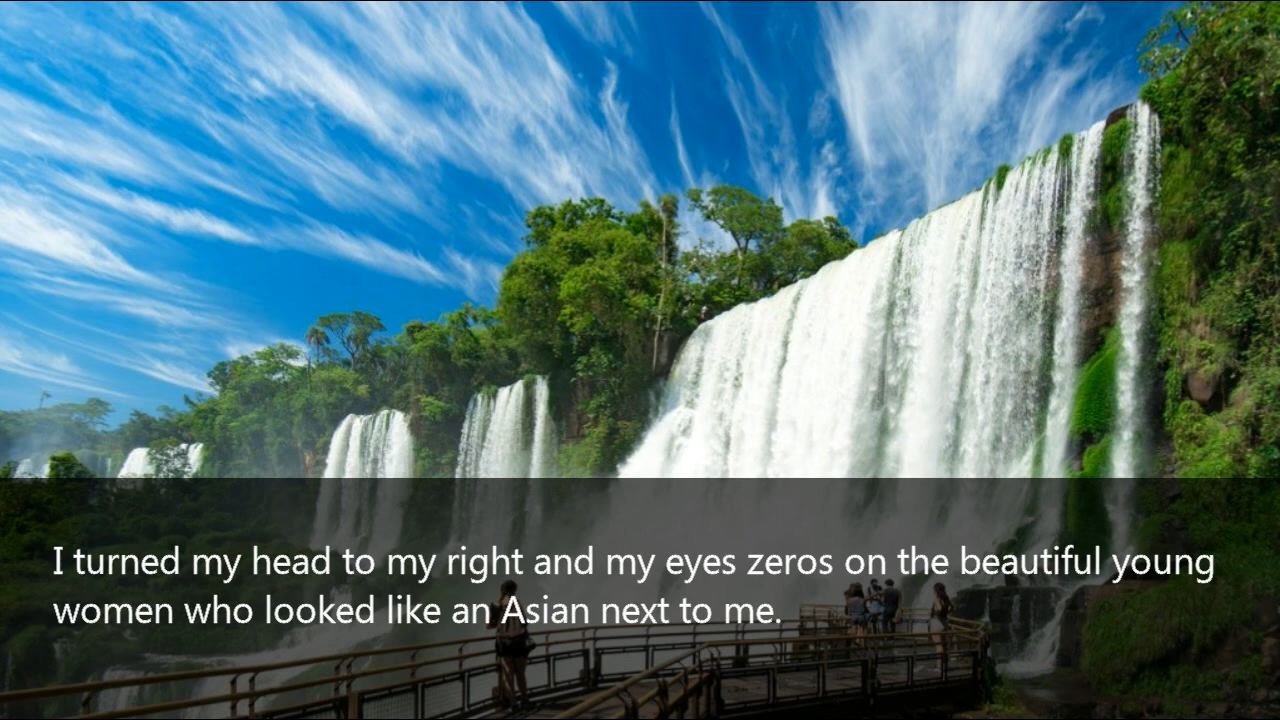 I turned my head to my right and my eyes zeros on the beautiful young
women who looked like an Asian next to me.